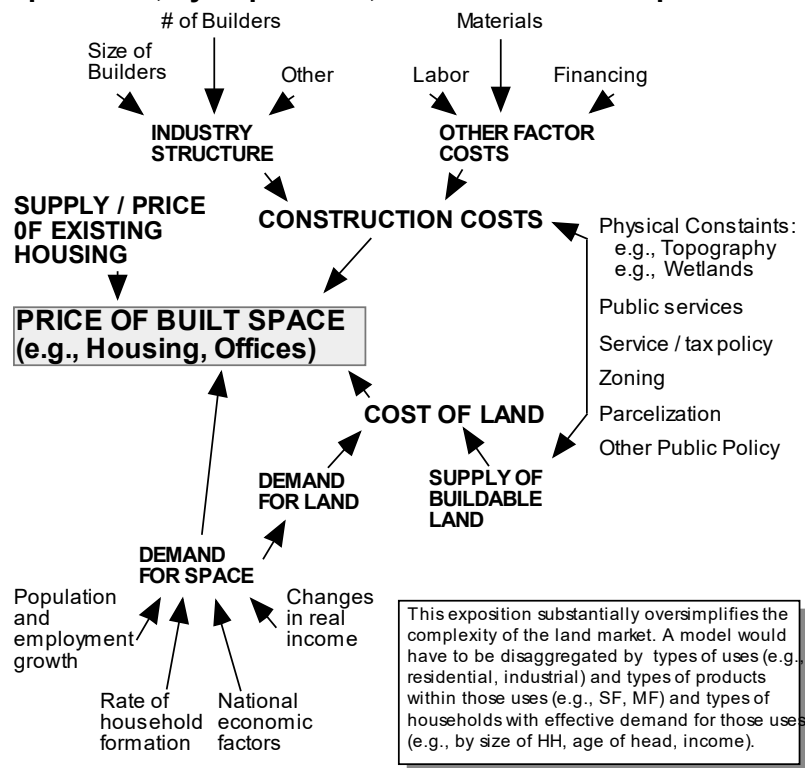 # of Builders
Materials
Size of
Builders
Other
Labor
Financing
INDUSTRY
STRUCTURE
OTHER FACTOR
COSTS
SUPPLY / PRICE
0F EXISTING
HOUSING
CONSTRUCTION COSTS
Physical Constaints:
e.g., Topography
e.g., Wetlands
Public services
Service / tax policy
Zoning
Parcelization
Other Public Policy
PRICE OF BUILT SPACE
(e.g., Housing, Offices)
COST OF LAND
DEMAND
FOR LAND
SUPPLY OF
BUILDABLE
LAND
DEMAND
FOR SPACE
Population
and
employment
growth
Changes
in real
income
Rate of
household
formation
National
economic
factors
This exposition substantially oversimplifies the
complexity of the land market. A model would
have to be disaggregated by types of uses (e.g.,
residential, industrial) and types of products
within those uses (e.g., SF, MF) and types of
households with effective demand for those uses
(e.g., by size of HH, age of head, income).